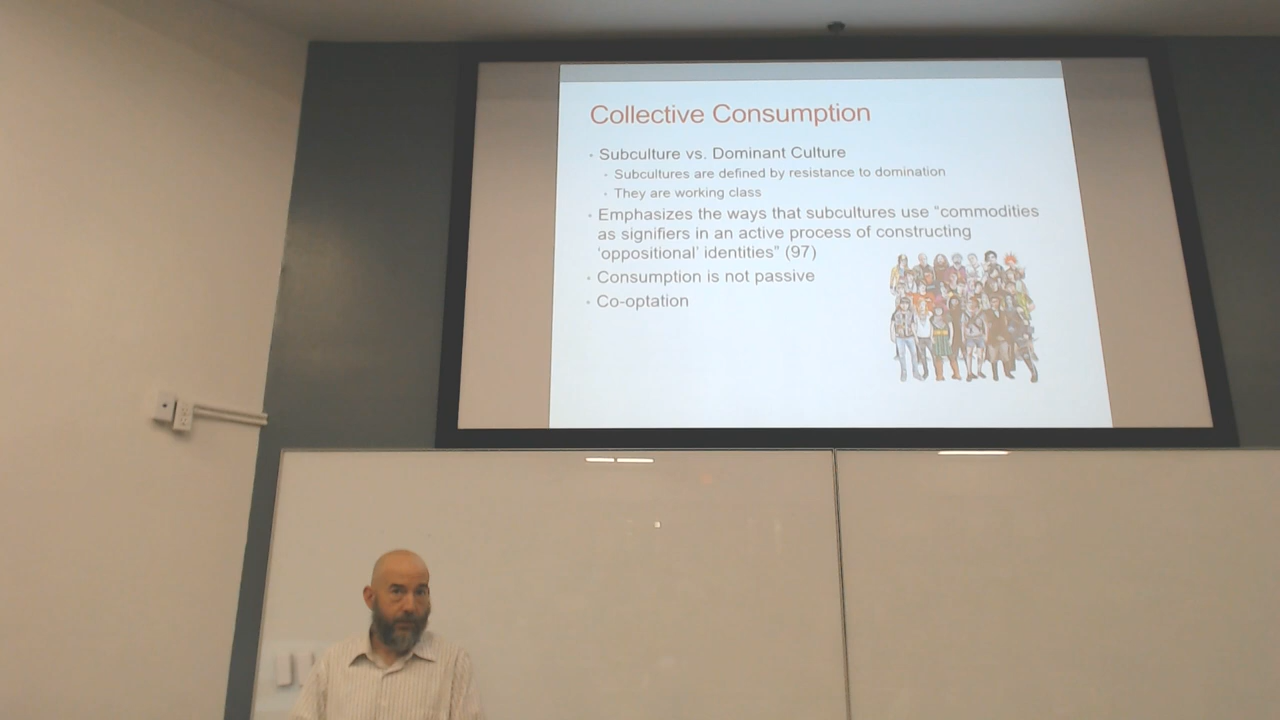 Collective Consumption
• Subculture vs. Dominant Culture
• Subcultures are defined by resistance to domination
• They are working class
• Emphasizes the ways that subcultures use "commodities
as signifiers in an active process of constructing
'oppositional' identities" (97)
• Consumption is not passive
• Co-optation